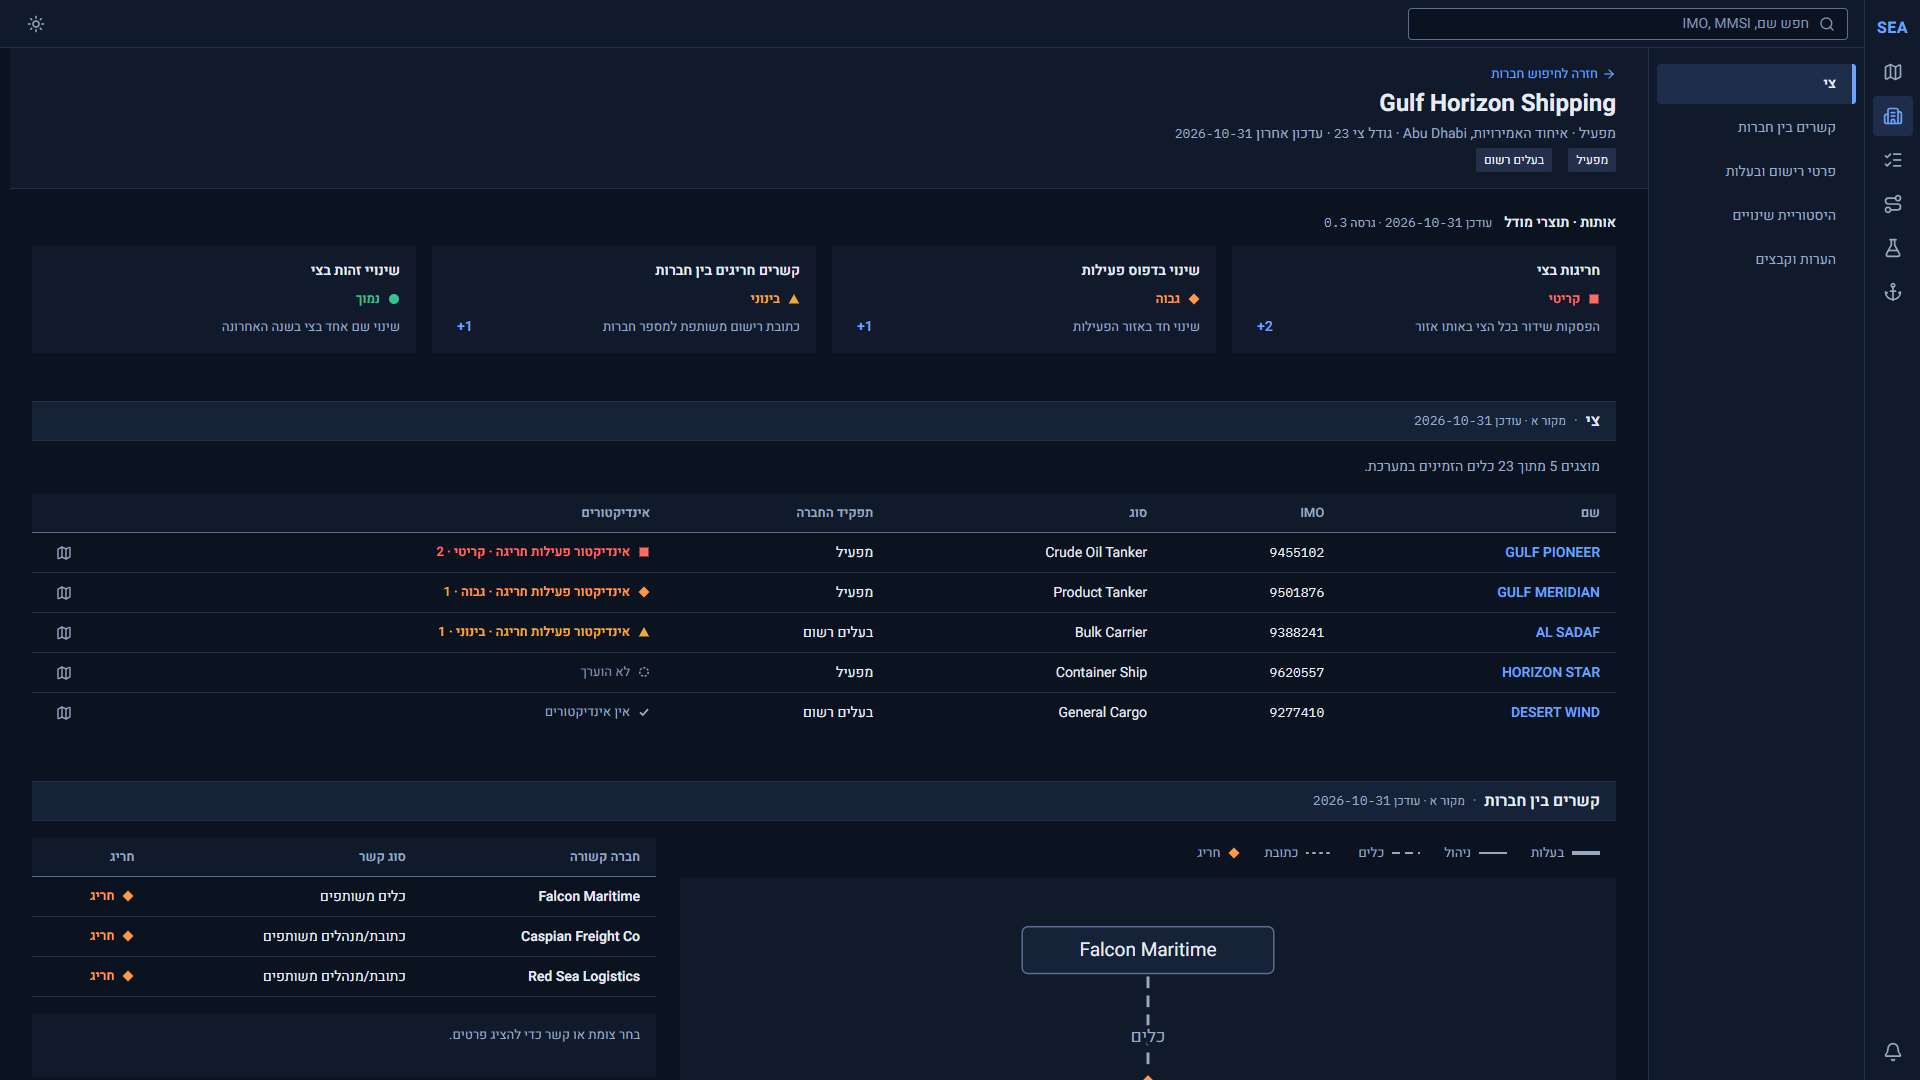 SEA
חפש שם, IMO, MMSI
צי
קשרים בין חברות
פרטי רישום ובעלות
היסטוריית שינויים
הערות וקבצים
→ חזרה לחיפוש חברות
Gulf Horizon Shipping
מפעיל · איחוד האמירויות, Abu Dhabi · גודל צי 23 · עדכון אחרון 2026-10-31
מפעיל בעלים רשום
אותות · תוצרי מודל עודכן 2026-10-31 · גרסה 0.3
חריגות בצי
קריטי
הפסקות שידור בכל הצי באותו אזור +2
שינוי בדפוס פעילות
גבוה
שינוי חד באזור הפעילות +1
קשרים חריגים בין חברות
בינוני
כתובת רישום משותפת למספר חברות +1
שינויי זהות בצי
נמוך
שינוי שם אחד בצי בשנה האחרונה
צי · מקור א · עודכן 2026-10-31
מוצגים 5 מתוך 23 כלים הזמינים במערכת.
שם IMO סוג תפקיד החברה אינדיקטורים
GULF PIONEER 9455102 Crude Oil Tanker מפעיל אינדיקטור פעילות חריגה · קריטי · 2
GULF MERIDIAN 9501876 Product Tanker מפעיל אינדיקטור פעילות חריגה · גבוה · 1
AL SADAF 9388241 Bulk Carrier בעלים רשום אינדיקטור פעילות חריגה · בינוני · 1
HORIZON STAR 9620557 Container Ship מפעיל לא הוערך
DESERT WIND 9277410 General Cargo בעלים רשום אין אינדיקטורים
קשרים בין חברות · מקור א · עודכן 2026-10-31
בעלות ניהול כלים כתובת חריג
Falcon Maritime
כלים
חברה קשורה סוג קשר חריג
Falcon Maritime כלים משותפים חריג
Caspian Freight Co כתובת/מנהלים משותפים חריג
Red Sea Logistics כתובת/מנהלים משותפים חריג
בחר צומת או קשר כדי להציג פרטים.